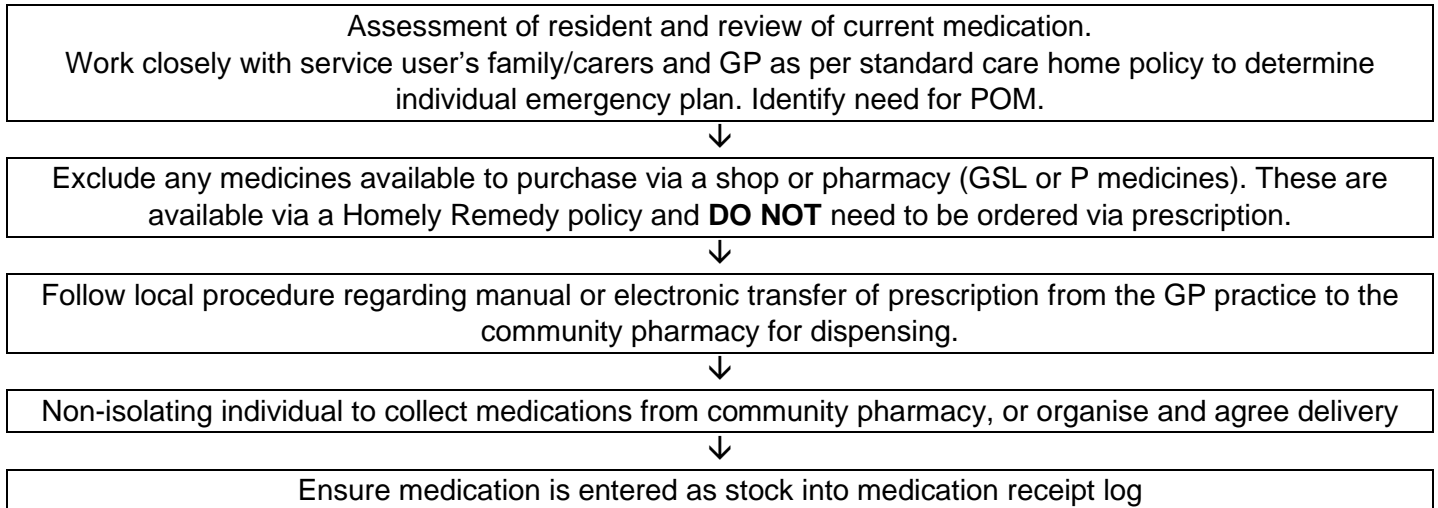 Assessment of resident and review of current medication.
Work closely with service user’s family/carers and GP as per standard care home policy to determine
individual emergency plan. Identify need for POM.
↓
Exclude any medicines available to purchase via a shop or pharmacy (GSL or P medicines). These are
available via a Homely Remedy policy and DO NOT need to be ordered via prescription.
↓
Follow local procedure regarding manual or electronic transfer of prescription from the GP practice to the
community pharmacy for dispensing.
↓
Non-isolating individual to collect medications from community pharmacy, or organise and agree delivery
↓
Ensure medication is entered as stock into medication receipt log